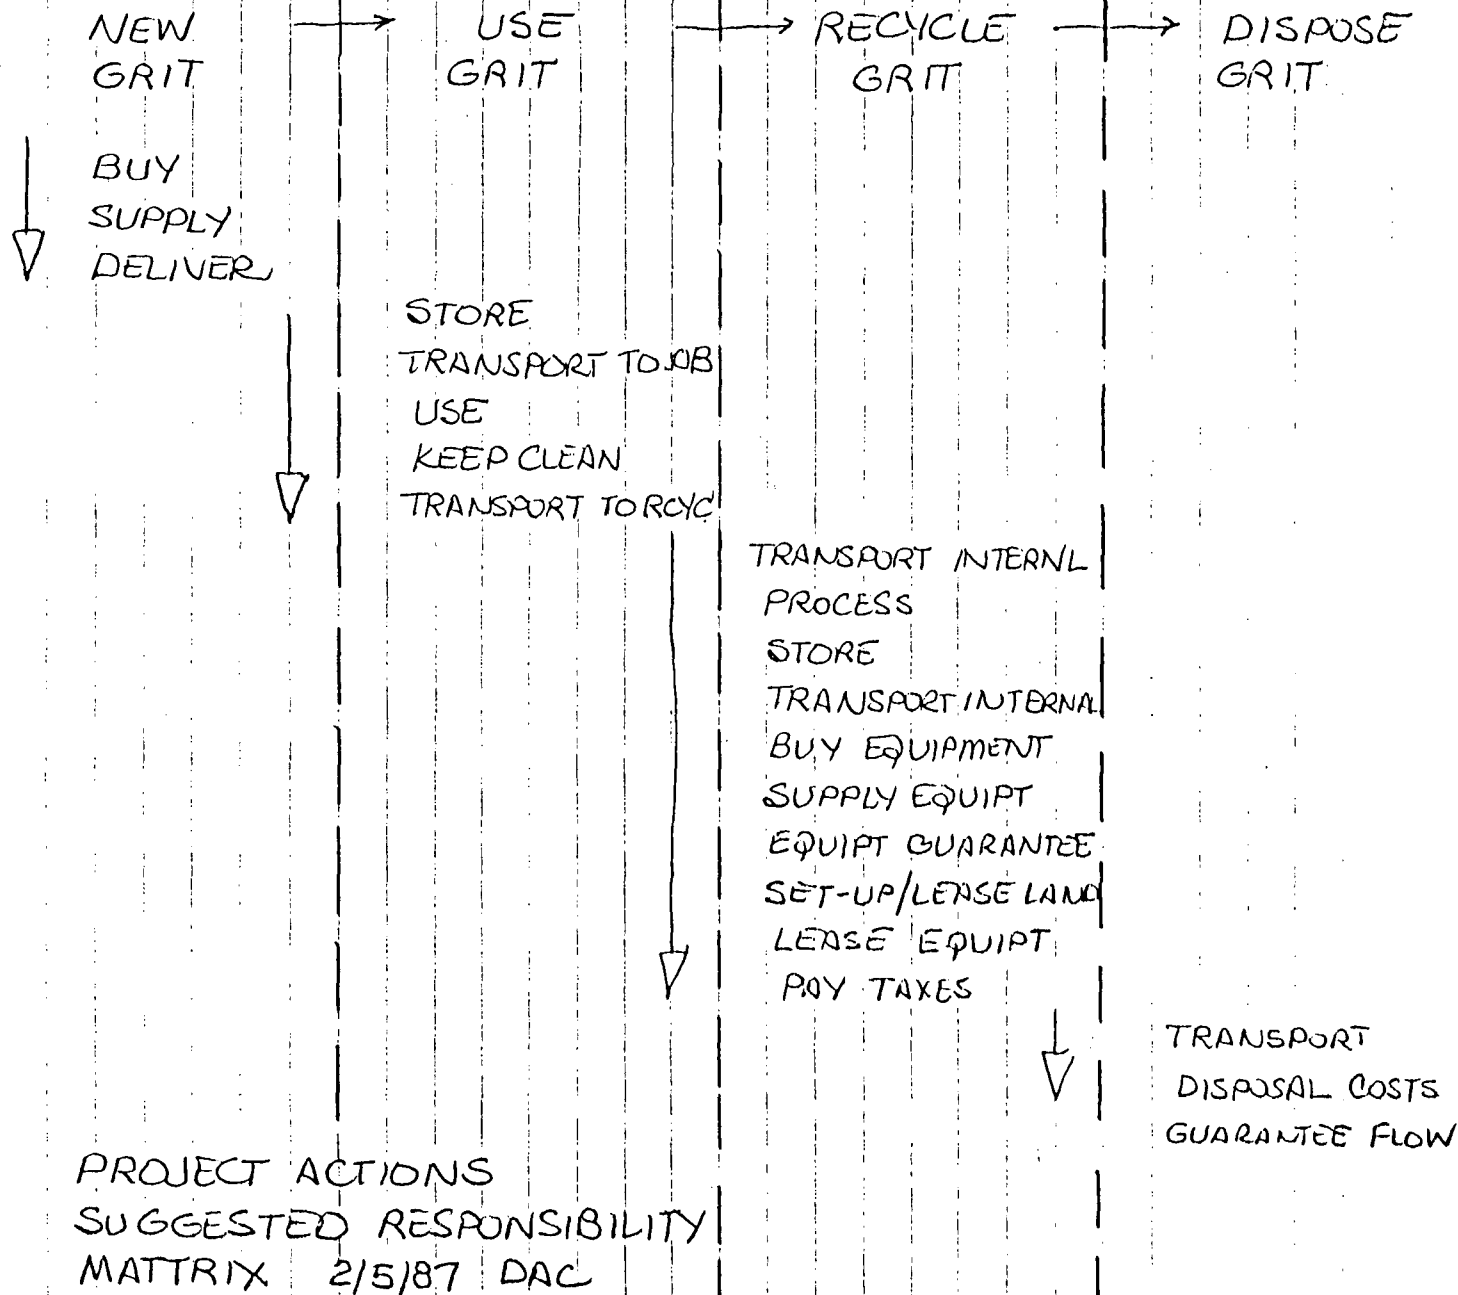 NEW
GRIT
USE
GRIT
RECYCLE
GRIT
DISPOSE
GRIT
BUY
SUPPLY
DELIVER
STORE
TRANSPORT TO JOB
USE
KEEP CLEAN
TRANSPORT TO RCYC
TRANSPORT INTERNL
PROCESS
STORE
TRANSPORT INTERNAL
BUY EQUIPMENT
SUPPLY EQUIPT
EQUIPT GUARANTEE
SET-UP/LEASE LAND
LEASE EQUIPT
PAY TAXES
TRANSPORT
DISPOSAL COSTS
GUARANTEE FLOW
PROJECT ACTIONS
SUGGESTED RESPONSIBILITY
MATTRIX 2/5/87 DAC